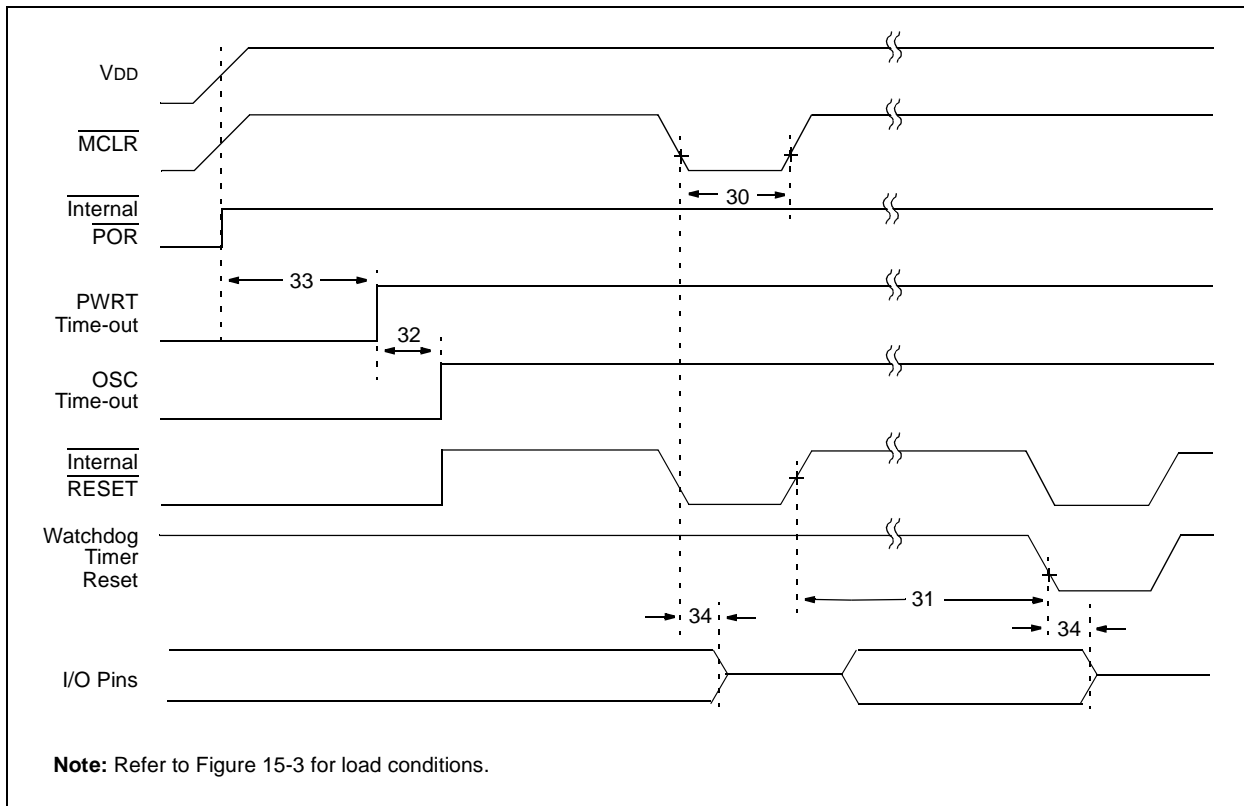 VDD
MCLR
Internal
POR
PWRT
Time-out
OSC
Time-out
Internal
RESET
Watchdog
Timer
Reset
I/O Pins
30
33
32
31
34
34
Note: Refer to Figure 15-3 for load conditions.